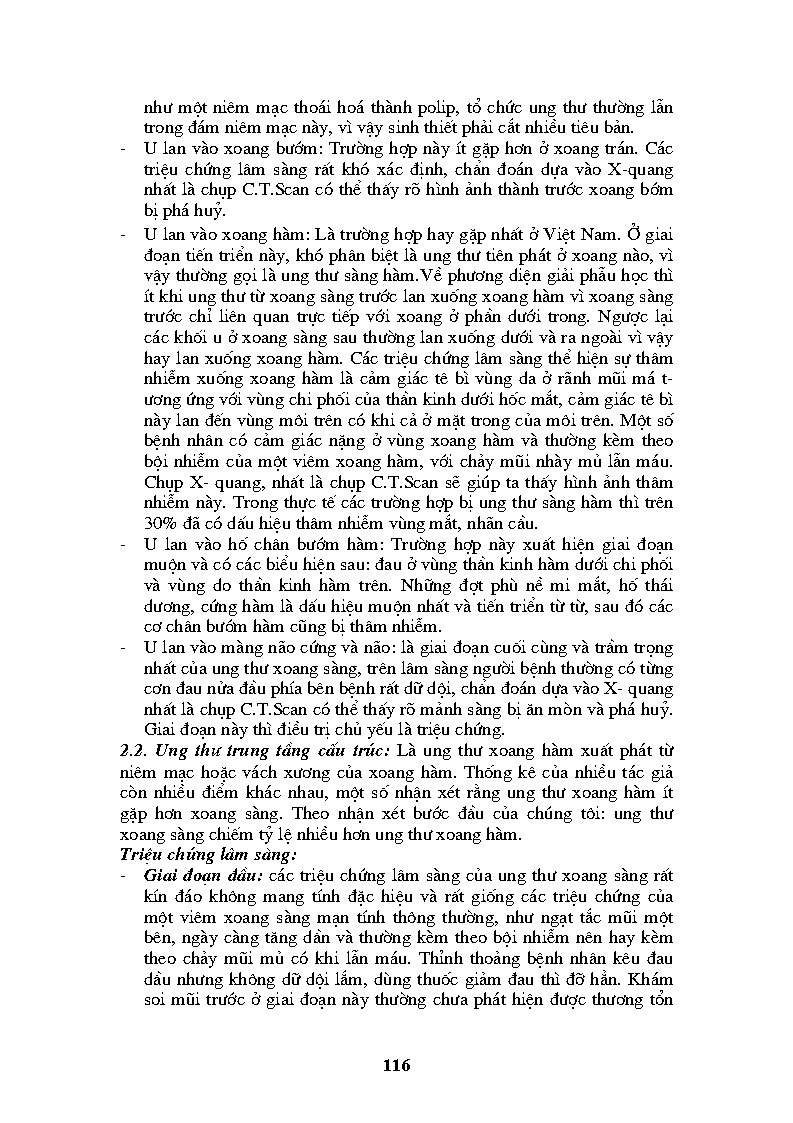 như một niêm mạc thoái hoá thành polip, tổ chức ung thư thường lẫn
trong đám niêm mạc này, vì vậy sinh thiết phải cắt nhiều tiêu bản.
- U lan vào xoang bướm: Trường hợp này ít gặp hơn ở xoang trán. Các
triệu chứng lâm sàng rất khó xác định, chẩn đoán dựa vào X-quang
nhất là chụp C.T.Scan có thể thấy rõ hình ảnh thành trước xoang bớm
bị phá huỷ.
- U lan vào xoang hàm: Là trường hợp hay gặp nhất ở Việt Nam. Ở giai
đoạn tiến triển này, khó phân biệt là ung thư tiên phát ở xoang nào, vì
vậy thường gọi là ung thư sàng hàm.Về phương diện giải phẫu học thì
ít khi ung thư từ xoang sàng trước lan xuống xoang hàm vì xoang sàng
trước chỉ liên quan trực tiếp với xoang ở phần dưới trong. Ngược lại
các khối u ở xoang sàng sau thường lan xuống dưới và ra ngoài vì vậy
hay lan xuống xoang hàm. Các triệu chứng lâm sàng thể hiện sự thâm
nhiễm xuống xoang hàm là cảm giác tê bì vùng da ở rãnh mũi má t-
ương ứng với vùng chi phối của thần kinh dưới hốc mắt, cảm giác tê bì
này lan đến vùng môi trên có khi cả ở mặt trong của môi trên. Một số
bệnh nhân có cảm giác nặng ở vùng xoang hàm và thường kèm theo
bội nhiễm của một viêm xoang hàm, với chảy mũi nhày mủ lẫn máu.
Chụp X- quang, nhất là chụp C.T.Scan sẽ giúp ta thấy hình ảnh thâm
nhiễm này. Trong thực tế các trường hợp bị ung thư sàng hàm thì trên
30% đã có dấu hiệu thâm nhiễm vùng mắt, nhãn cầu.
- U lan vào hố chân bướm hàm: Trường hợp này xuất hiện giai đoạn
muộn và có các biểu hiện sau: đau ở vùng thần kinh hàm dưới chi phối
và vùng do thần kinh hàm trên. Những đợt phù nề mi mắt, hố thái
dương, cứng hàm là dấu hiệu muộn nhất và tiến triển từ từ, sau đó các
cơ chân bướm hàm cũng bị thâm nhiễm.
- U lan vào màng não cứng và não: là giai đoạn cuối cùng và trầm trọng
nhất của ung thư xoang sàng, trên lâm sàng người bệnh thường có từng
cơn đau nửa đầu phía bên bệnh rất dữ dội, chẩn đoán dựa vào X- quang
nhất là chụp C.T.Scan có thể thấy rõ mảnh sàng bị ăn mòn và phá huỷ.
Giai đoạn này thì điều trị chủ yếu là triệu chứng.
2.2. Ung thư trung tầng cấu trúc: Là ung thư xoang hàm xuất phát từ
niêm mạc hoặc vách xương của xoang hàm. Thống kê của nhiều tác giả
còn nhiều điểm khác nhau, một số nhận xét rằng ung thư xoang hàm ít
gặp hơn xoang sàng. Theo nhận xét bước đầu của chúng tôi: ung thư
xoang sàng chiếm tỷ lệ nhiều hơn ung thư xoang hàm.
Triệu chứng lâm sàng:
- Giai đoạn đầu: các triệu chứng lâm sàng của ung thư xoang sàng rất
kín đáo không mang tính đặc hiệu và rất giống các triệu chứng của
một viêm xoang sàng mạn tính thông thường, như ngạt tắc mũi một
bên, ngày càng tăng dần và thường kèm theo bội nhiễm nên hay kèm
theo chảy mũi mủ có khi lẫn máu. Thỉnh thoảng bệnh nhân kêu đau
đầu nhưng không dữ dội lắm, dùng thuốc giảm đau thì đỡ hẳn. Khám
soi mũi trước ở giai đoạn này thường chưa phát hiện được thương tổn
116